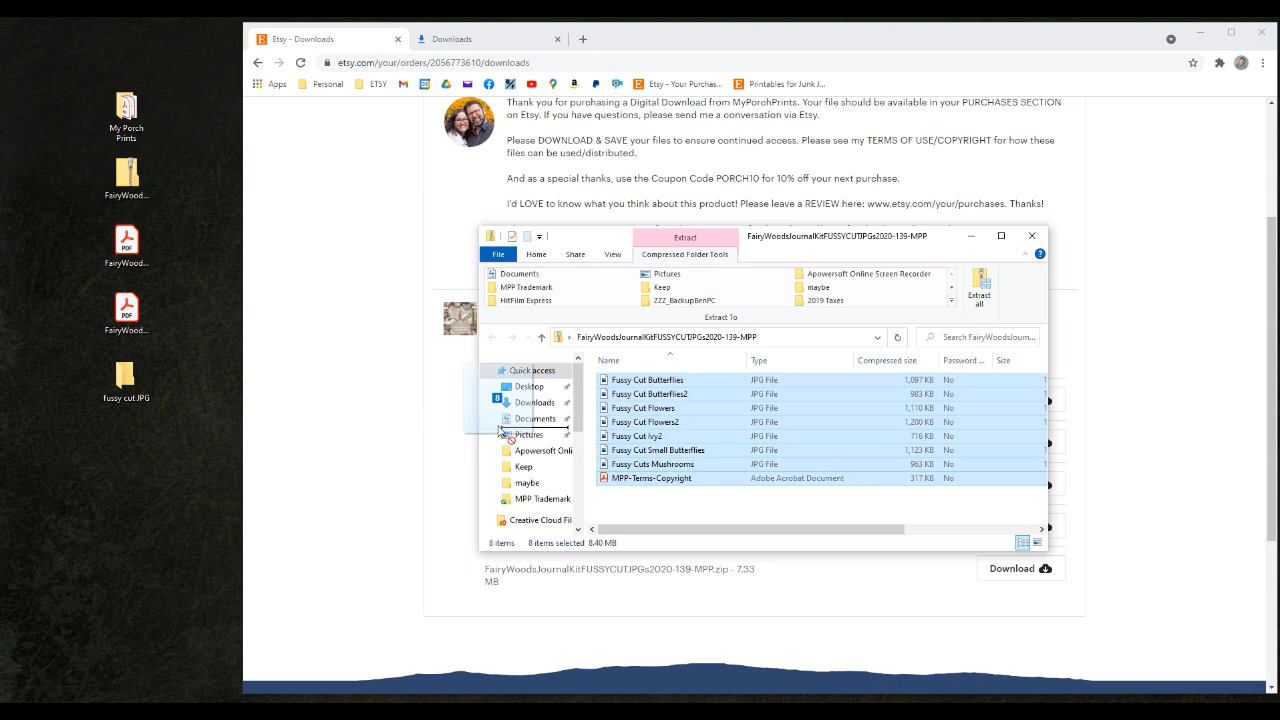 My Porch
Prints
FairyWood...
FairyWood...
FairyWood...
fussy cut JPG
Etsy - Downloads
Downloads
etsy.com/your/orders/2056773610/downloads
Apps
Personal
ETSY
Etsy - Your Purchas...
Printables for Junk J...
Thank you for purchasing a Digital Download from MyPorchPrints. Your file should be available in your PURCHASES SECTION
on Etsy. If you have questions, please send me a conversation via Etsy.
Please DOWNLOAD & SAVE your files to ensure continued access. Please see my TERMS OF USE/COPYRIGHT for how these
files can be used/distributed.
And as a special thanks, use the Coupon Code PORCH10 for 10% off your next purchase.
I'd LOVE to know what you think about this product! Please leave a REVIEW here: www.etsy.com/your/purchases. Thanks!
Extract
FairyWoodsJournalKitFUSSYCUTJPGs2020-139-MPP
File
Home
Share
View
Compressed Folder Tools
Documents
Pictures
Apowersoft Online Screen Recorder
MPP Trademark
Keep
maybe
HitFilm Express
ZZZ_BackupBenPC
2019 Taxes
Extract
all
Extract To
FairyWoodsJournalKitFUSSYCUTJPGs2020-139-MPP
Search FairyWoodsJourn...
Name
Type
Compressed size
Password ...
Size
Quick access
Desktop
Downloads
Documents
Pictures
Apowersoft Onli
Keep
maybe
MPP Trademark
Creative Cloud Fil
8
Fussy Cut Butterflies JPG File 1,097 KB No 1
Fussy Cut Butterflies2 JPG File 983 KB No
Fussy Cut Flowers JPG File 1,110 KB No 1
Fussy Cut Flowers2 JPG File 1,200 KB No 1
Fussy Cut Ivy2 JPG File 716 KB No
Fussy Cut Small Butterflies JPG File 1,123 KB No 1
Fussy Cuts Mushrooms JPG File 963 KB No 1
MPP-Terms-Copyright Adobe Acrobat Document 317 KB No
8 items
8 items selected 8.40 MB
FairyWoodsJournalKitFUSSYCUTJPGs2020-139-MPP.zip - 7.33
MB
Download